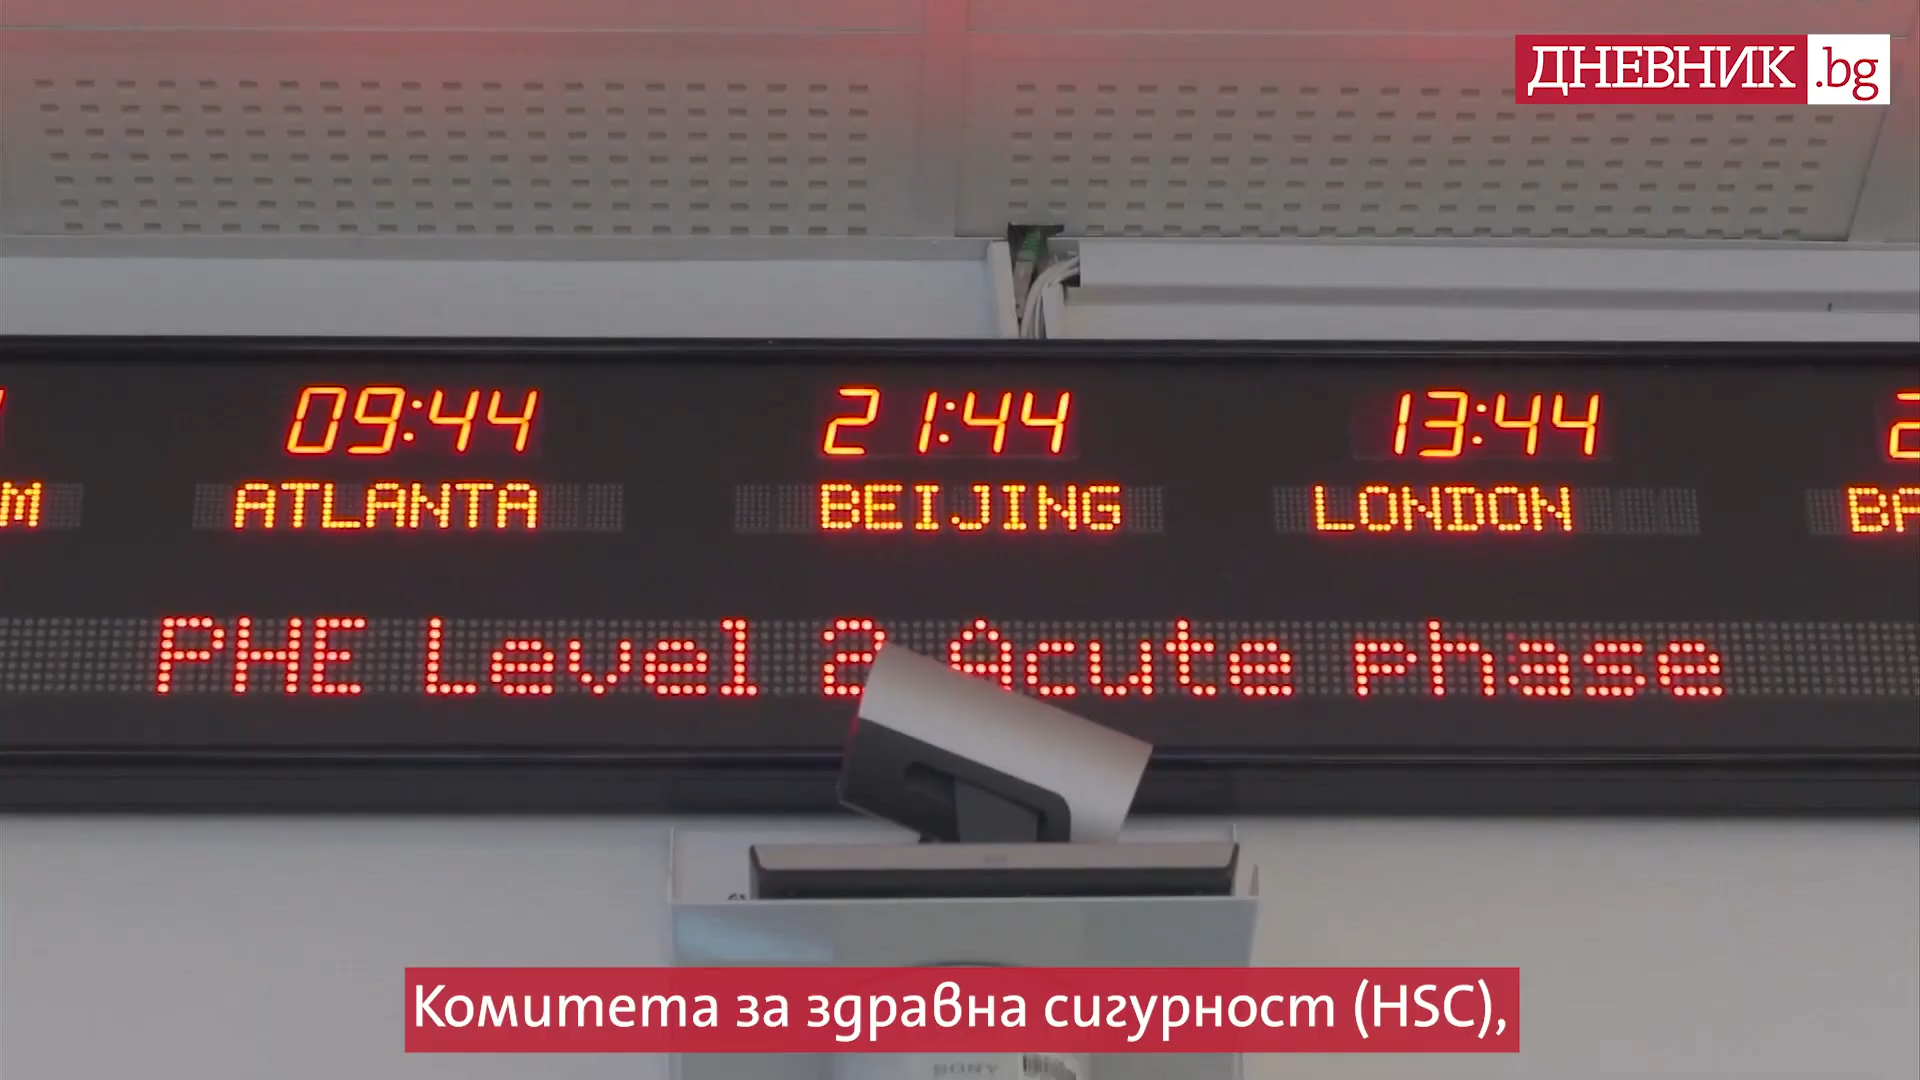 ДНЕВНИК.bg
09:44 21:44 13:44
ATLANTA BEIJING LONDON
PHE Level 2 Acute phase
Комитета за здравна сигурност (HSC),
SONY